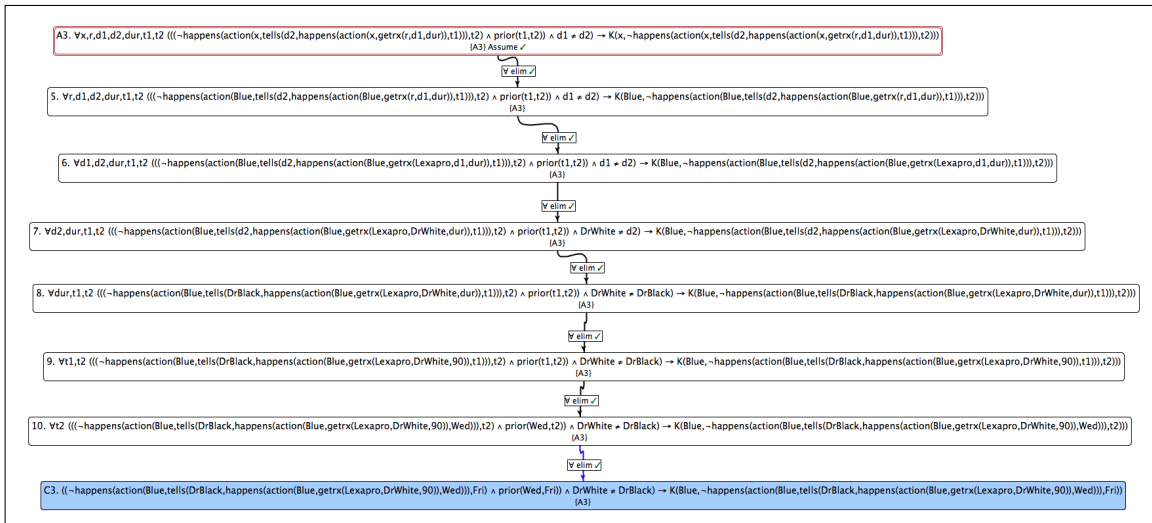 A3. ∀x,r,d1,d2,dur,t1,t2 (((¬happens(action(x,tells(d2,happens(action(x,getrx(r,d1,dur)),t1))),t2) ∧ prior(t1,t2)) ∧ d1 ≠ d2) → K(x,¬happens(action(x,tells(d2,happens(action(x,getrx(r,d1,dur)),t1))),t2)))
{A3} Assume ✓
∀ elim ✓
5. ∀r,d1,d2,dur,t1,t2 (((¬happens(action(Blue,tells(d2,happens(action(Blue,getrx(r,d1,dur)),t1))),t2) ∧ prior(t1,t2)) ∧ d1 ≠ d2) → K(Blue,¬happens(action(Blue,tells(d2,happens(action(Blue,getrx(r,d1,dur)),t1))),t2)))
{A3}
∀ elim ✓
6. ∀d1,d2,dur,t1,t2 (((¬happens(action(Blue,tells(d2,happens(action(Blue,getrx(Lexapro,d1,dur)),t1))),t2) ∧ prior(t1,t2)) ∧ d1 ≠ d2) → K(Blue,¬happens(action(Blue,tells(d2,happens(action(Blue,getrx(Lexapro,d1,dur)),t1))),t2)))
{A3}
∀ elim ✓
7. ∀d2,dur,t1,t2 (((¬happens(action(Blue,tells(d2,happens(action(Blue,getrx(Lexapro,DrWhite,dur)),t1))),t2) ∧ prior(t1,t2)) ∧ DrWhite ≠ d2) → K(Blue,¬happens(action(Blue,tells(d2,happens(action(Blue,getrx(Lexapro,DrWhite,dur)),t1))),t2)))
{A3}
∀ elim ✓
8. ∀dur,t1,t2 (((¬happens(action(Blue,tells(DrBlack,happens(action(Blue,getrx(Lexapro,DrWhite,dur)),t1))),t2) ∧ prior(t1,t2)) ∧ DrWhite ≠ DrBlack) → K(Blue,¬happens(action(Blue,tells(DrBlack,happens(action(Blue,getrx(Lexapro,DrWhite,dur)),t1))),t2)))
{A3}
∀ elim ✓
9. ∀t1,t2 (((¬happens(action(Blue,tells(DrBlack,happens(action(Blue,getrx(Lexapro,DrWhite,90)),t1))),t2) ∧ prior(t1,t2)) ∧ DrWhite ≠ DrBlack) → K(Blue,¬happens(action(Blue,tells(DrBlack,happens(action(Blue,getrx(Lexapro,DrWhite,90)),t1))),t2)))
{A3}
∀ elim ✓
10. ∀t2 (((¬happens(action(Blue,tells(DrBlack,happens(action(Blue,getrx(Lexapro,DrWhite,90)),Wed))),t2) ∧ prior(Wed,t2)) ∧ DrWhite ≠ DrBlack) → K(Blue,¬happens(action(Blue,tells(DrBlack,happens(action(Blue,getrx(Lexapro,DrWhite,90)),Wed))),t2)))
{A3}
∀ elim ✓
C3. ((¬happens(action(Blue,tells(DrBlack,happens(action(Blue,getrx(Lexapro,DrWhite,90)),Wed))),Fri) ∧ prior(Wed,Fri)) ∧ DrWhite ≠ DrBlack) → K(Blue,¬happens(action(Blue,tells(DrBlack,happens(action(Blue,getrx(Lexapro,DrWhite,90)),Wed))),Fri))
{A3}